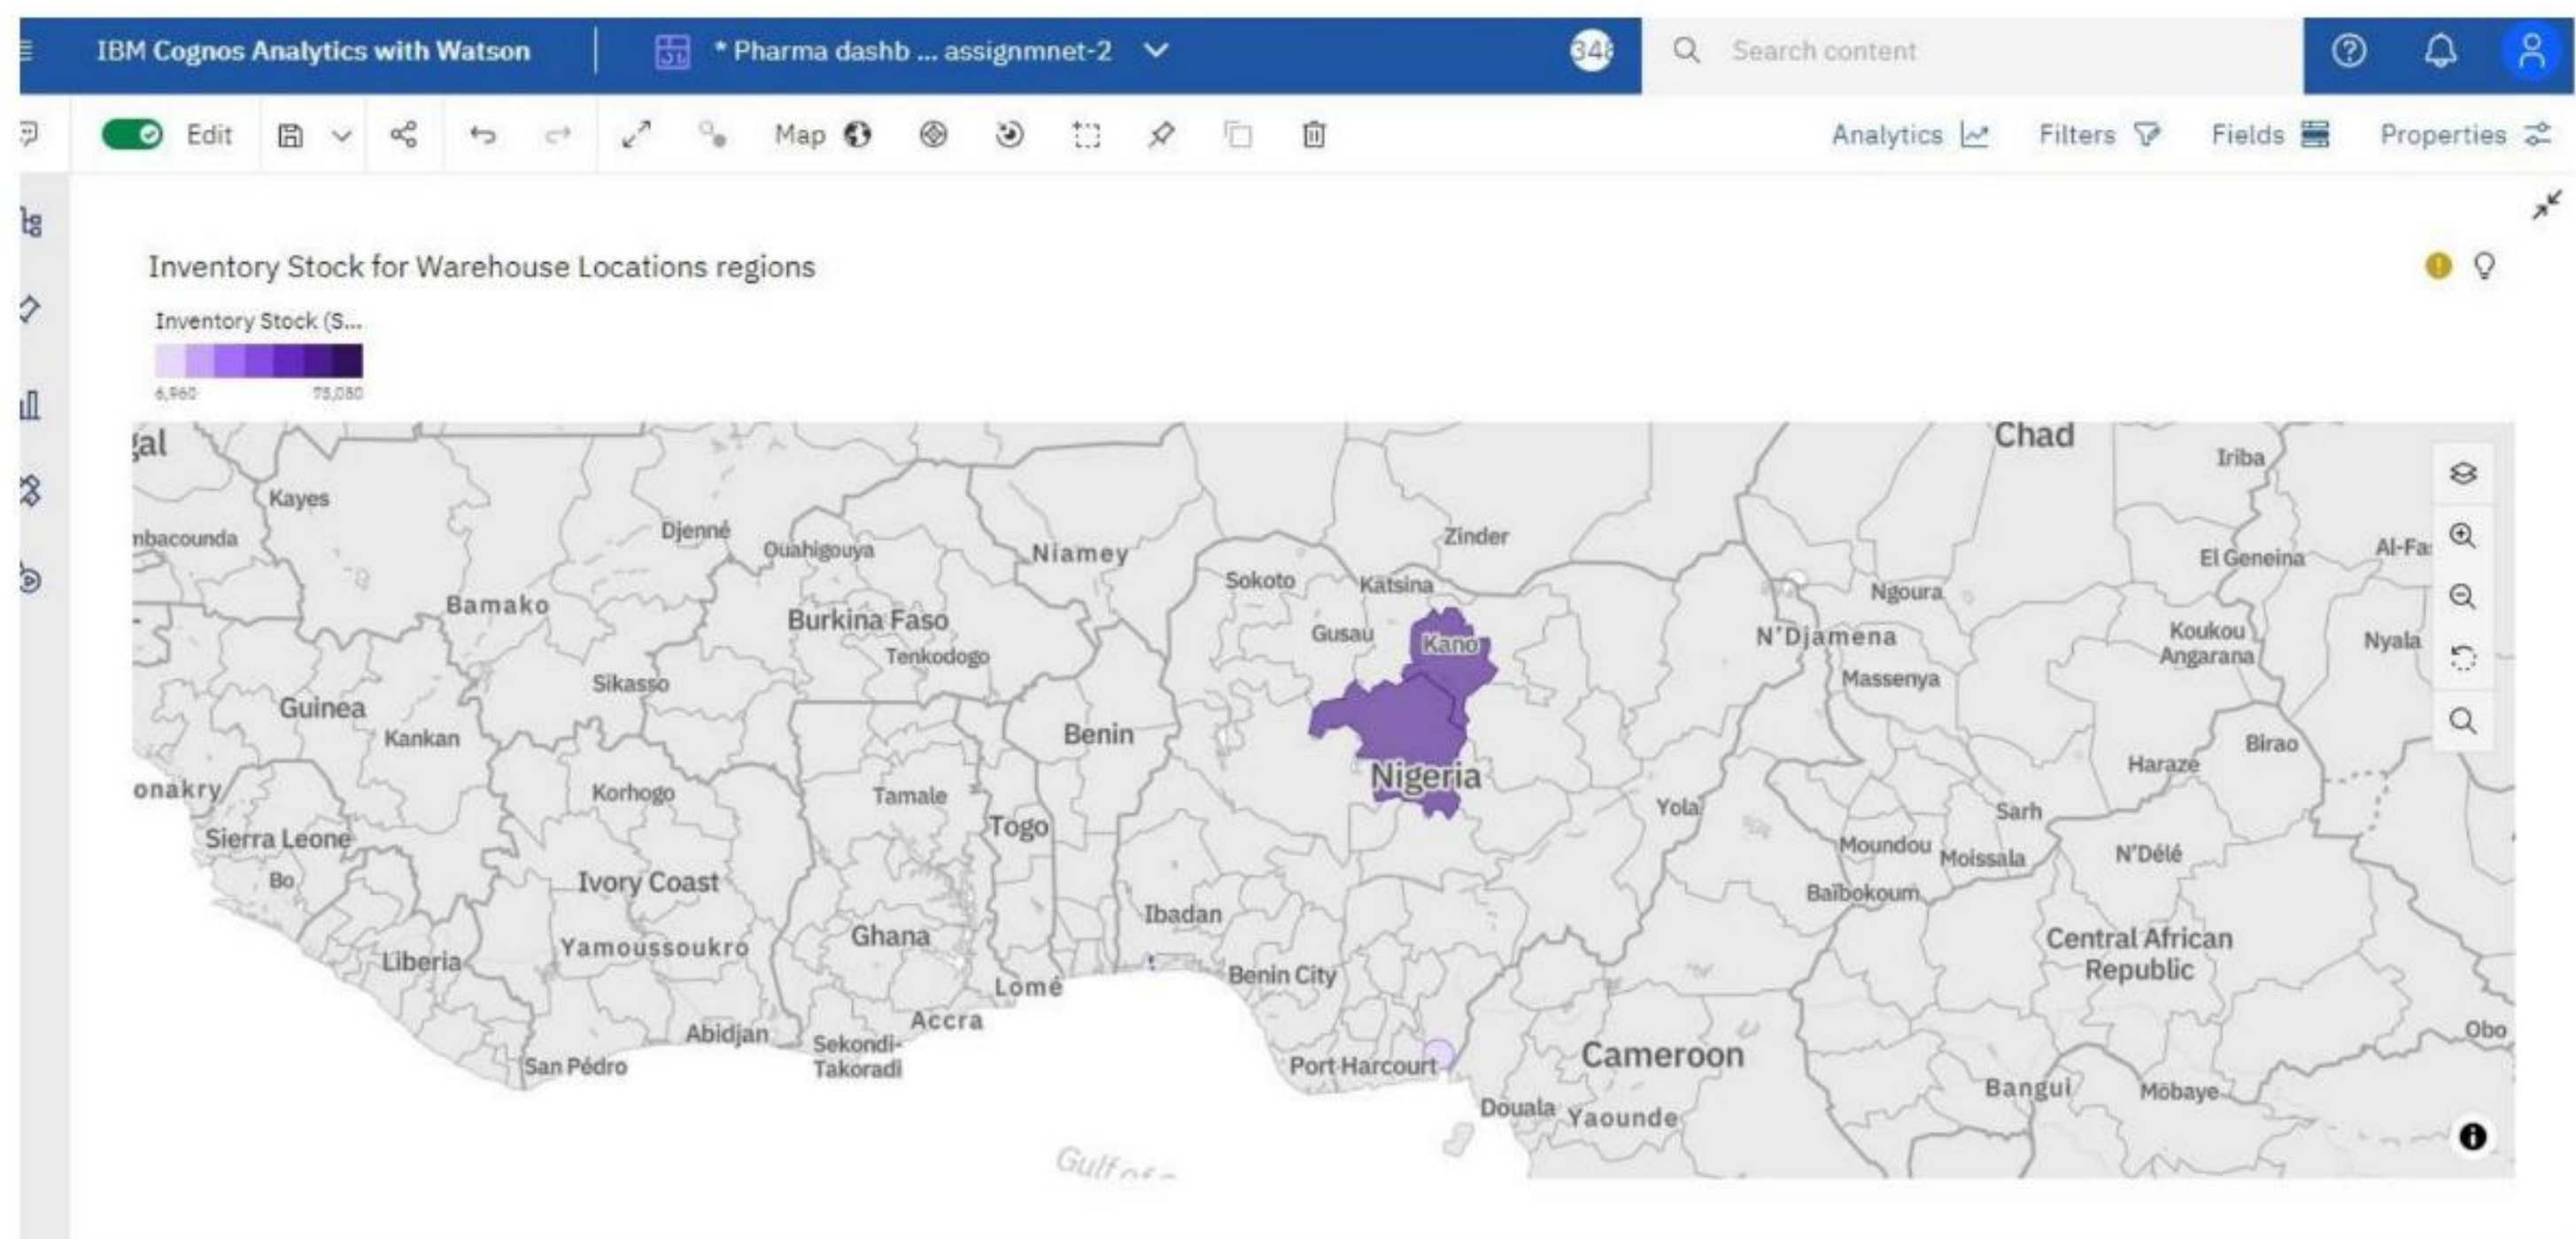 IBM Cognos Analytics with Watson
* Pharma dashb ... assignmnet-2
Search content
Edit
Map
Analytics
Filters
Fields
Properties
Inventory Stock for Warehouse Locations regions
Inventory Stock (S...
6,960
Chad
Iriba
Kayes
Djenné
Ouahigouya
Niamey
Zinder
El Geneina
Sokoto
Katsina
Ngoura
Bamako
Burkina Faso
Tenkodogo
Gusau
Kano
N'Djamena
Koukou
Angarana
Nyala
Massenya
Sikasso
Guinea
Kankan
Benin
Birao
Haraze
Nigeria
onakry
Korhogo
Tamale
Togo
Yola
Sarh
Sierra Leone
Bo
Moundou
Moissala
N'Délé
Ivory Coast
Baïbokoum
Ibadan
Ghana
Yamoussoukro
Liberia
Central African
Republic
Benin City
Lomé
Accra
Abidjan
Sekondi-
Takoradi
San Pédro
Port Harcourt
Cameroon
Obo
Bangui
Mobaye
Douala
Yaounde
Gulf of